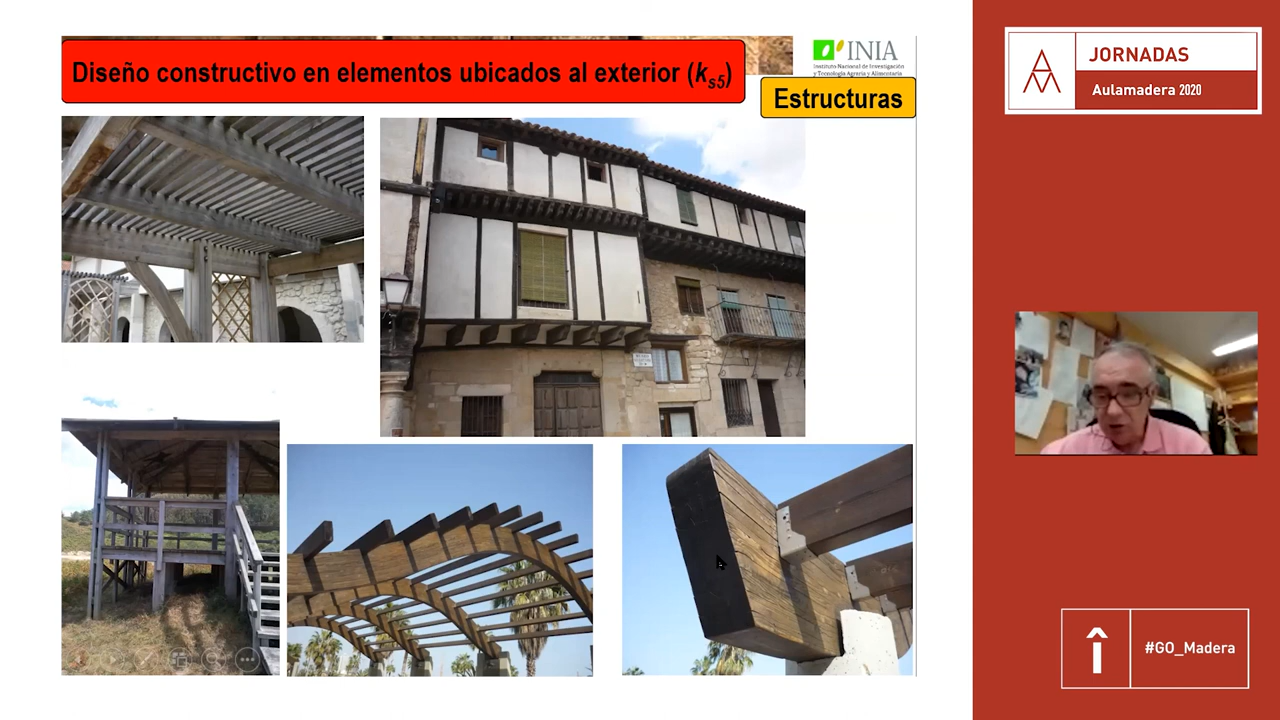 Diseño constructivo en elementos ubicados al exterior (ks5)
INIA
Instituto Nacional de Investigación
y Tecnología Agraria y Alimentaria
Estructuras
JORNADAS
Aulamadera 2020
#GO_Madera